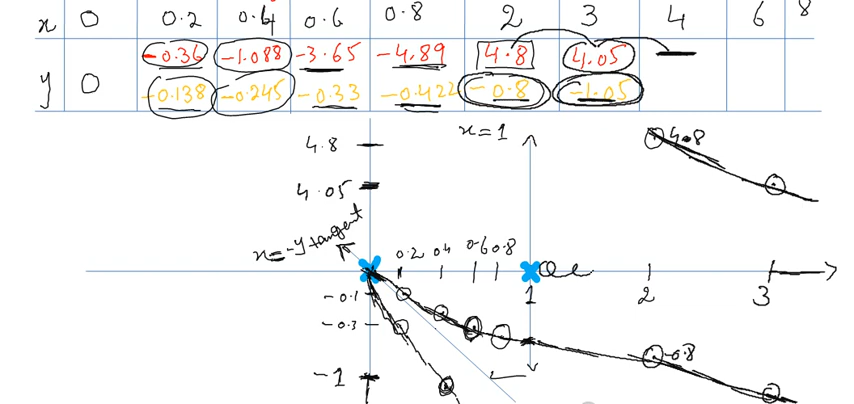 x 0 0.2 0.4 0.6 0.8 2 3 4 6 8
-0.36 -1.088 -3.65 -4.89 4.8 4.05 —
y 0 -0.138 -0.245 -0.33 -0.422 -0.8 -1.05
4.8 x=1 4.8
4.05
x=-y tangent
0.2 0.4 0.6 0.8
1 2 3
-0.1
-0.3
-0.8
-1